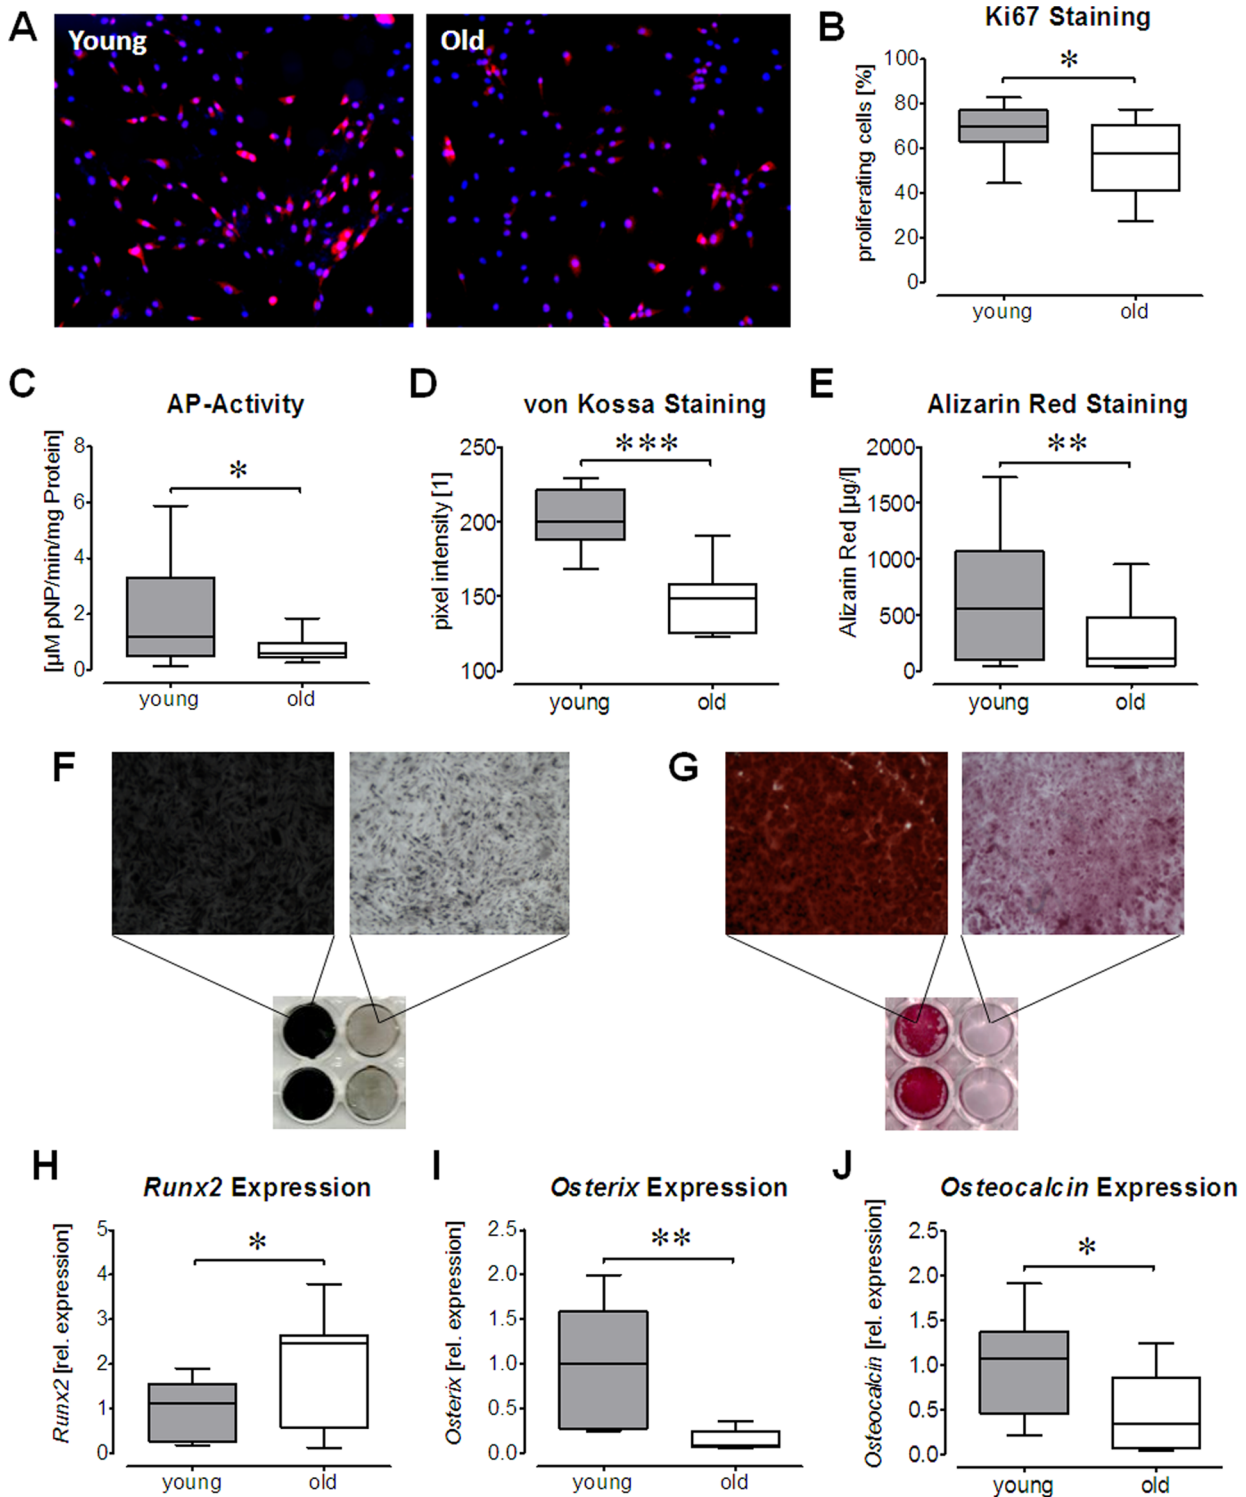 A
Young
Old
B
Ki67 Staining
proliferating cells [%]
100
80
60
40
20
0
*
young
old
C
AP-Activity
[µM pNP/min/mg Protein]
8
6
4
2
0
*
young
old
D
von Kossa Staining
pixel intensity [1]
250
200
150
100
***
young
old
E
Alizarin Red Staining
Alizarin Red [µg/l]
2000
1500
1000
500
0
**
young
old
F
G
H
Runx2 Expression
Runx2 [rel. expression]
5
4
3
2
1
0
*
young
old
I
Osterix Expression
Osterix [rel. expression]
2.5
2.0
1.5
1.0
0.5
0.0
**
young
old
J
Osteocalcin Expression
Osteocalcin [rel. expression]
2.5
2.0
1.5
1.0
0.5
0.0
*
young
old